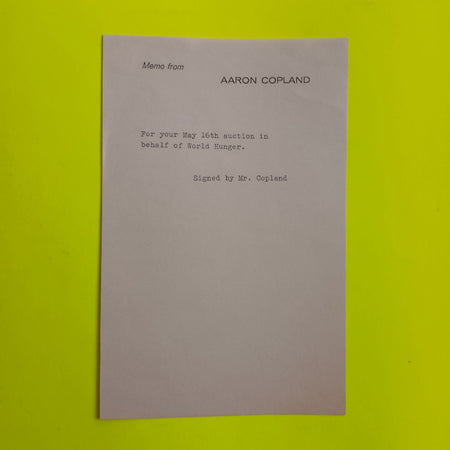 Memo from
AARON COPLAND
For your May 16th auction in
behalf of World Hunger.
Signed by Mr. Copland